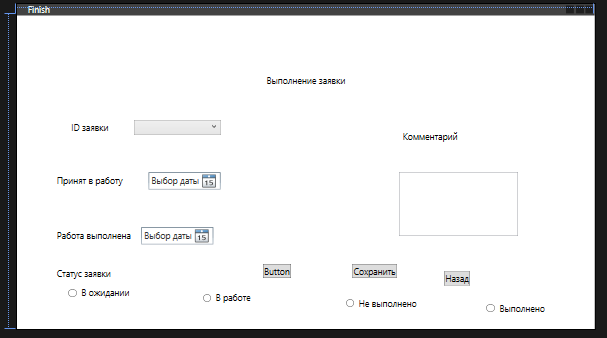 Finish
Выполнение заявки
ID заявки
Комментарий
Принят в работу
Выбор даты 15
Работа выполнена
Выбор даты 15
Статус заявки
Button
Сохранить
Назад
В ожидании
В работе
Не выполнено
Выполнено